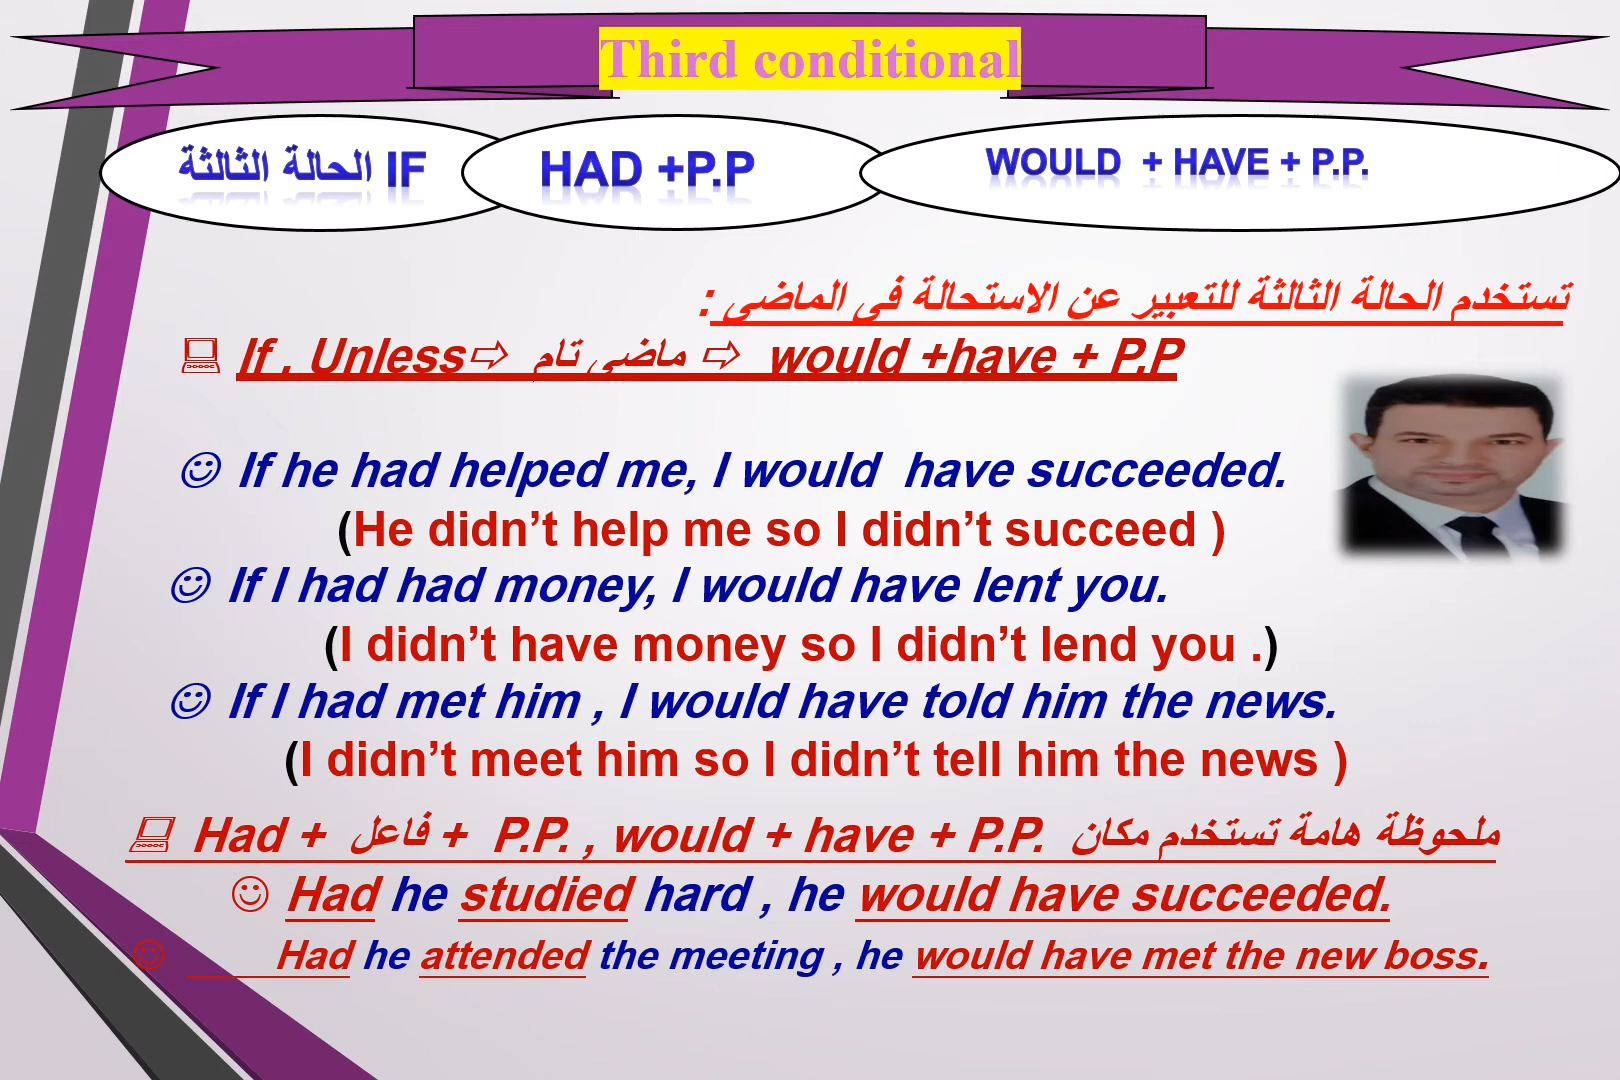 Third conditional
الحالة الثالثة IF
HAD +P.P
WOULD + HAVE + P.P.
تستخدم الحالة الثالثة للتعبير عن الاستحالة فى الماضى :
If . Unless⇨ ماضى تام ⇨ would +have + P.P
☺ If he had helped me, I would have succeeded.
(He didn’t help me so I didn’t succeed )
☺ If I had had money, I would have lent you.
(I didn’t have money so I didn’t lend you .)
☺ If I had met him , I would have told him the news.
(I didn’t meet him so I didn’t tell him the news )
Had + فاعل + P.P. , would + have + P.P. ملحوظة هامة تستخدم مكان
☺ Had he studied hard , he would have succeeded.
☺ Had he attended the meeting , he would have met the new boss.